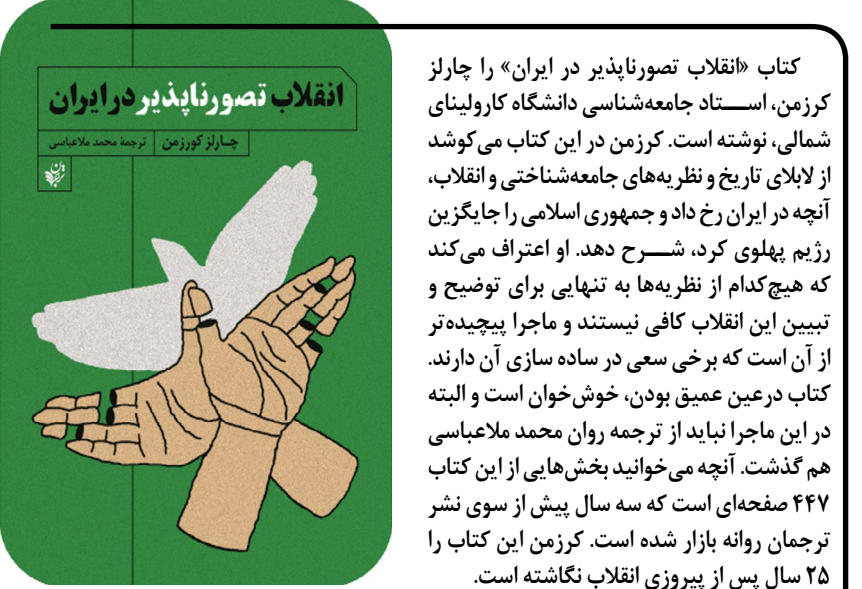 انقلاب تصورناپذیر در ایران
چارلز کورزمن
ترجمهٔ محمد ملاعباسی
ترجمان
کتاب «انقلاب تصورناپذیر در ایران» را چارلز
کرزمن، استاد جامعه‌شناسی دانشگاه کارولینای
شمالی، نوشته است. کرزمن در این کتاب می‌کوشد
از لابلای تاریخ و نظریه‌های جامعه‌شناختی و انقلاب،
آنچه در ایران رخ داد و جمهوری اسلامی را جایگزین
رژیم پهلوی کرد، شرح دهد. او اعتراف می‌کند
که هیچ‌کدام از نظریه‌ها به تنهایی برای توضیح و
تبیین این انقلاب کافی نیستند و ماجرا پیچیده‌تر
از آن است که برخی سعی در ساده سازی آن دارند.
کتاب درعین عمیق بودن، خوش‌خوان است و البته
در این ماجرا نباید از ترجمه روان محمد ملاعباسی
هم گذشت. آنچه می‌خوانید بخش‌هایی از این کتاب
۴۴۷ صفحه‌ای است که سه سال پیش از سوی نشر
ترجمان روانه بازار شده است. کرزمن این کتاب را
۲۵ سال پس از پیروزی انقلاب نگاشته است.